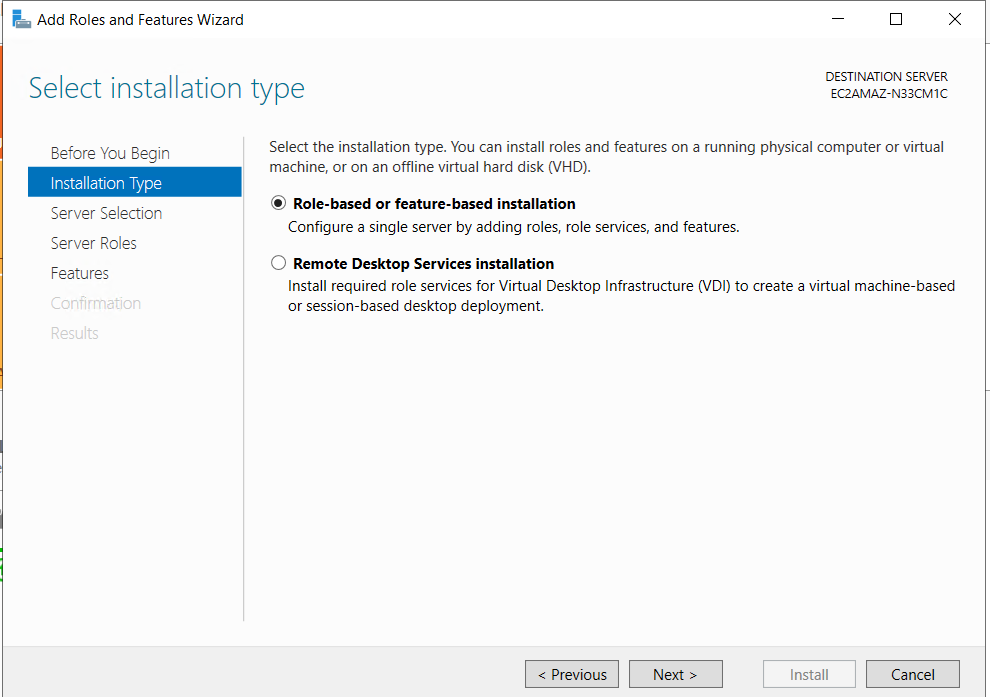 Add Roles and Features Wizard
Select installation type
DESTINATION SERVER
EC2AMAZ-N33CM1C
Before You Begin
Installation Type
Server Selection
Server Roles
Features
Confirmation
Results
Select the installation type. You can install roles and features on a running physical computer or virtual
machine, or on an offline virtual hard disk (VHD).
Role-based or feature-based installation
Configure a single server by adding roles, role services, and features.
Remote Desktop Services installation
Install required role services for Virtual Desktop Infrastructure (VDI) to create a virtual machine-based
or session-based desktop deployment.
< Previous
Next >
Install
Cancel